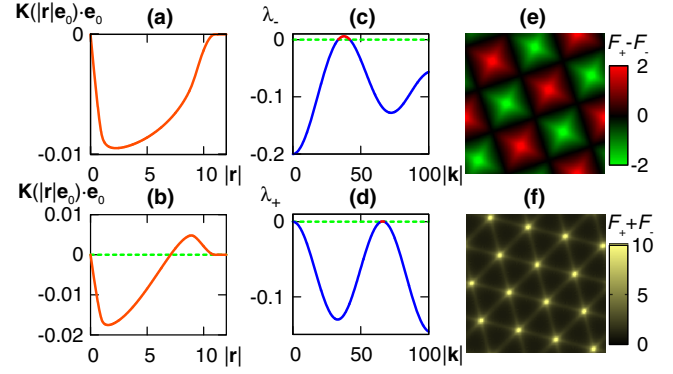 K(|r|e₀)·e₀ (a) λ₋ (c) (e)
0 0 F₊-F₋
2
-0.1 0
-0.01 -0.2 -2
0 5 10 |r| 0 50 100 |k|
K(|r|e₀)·e₀ (b) λ₊ (d) (f)
0.01 0 F₊+F₋
0 10
-0.01 -0.1 5
-0.02 0
0 5 10 |r| 0 50 100 |k|